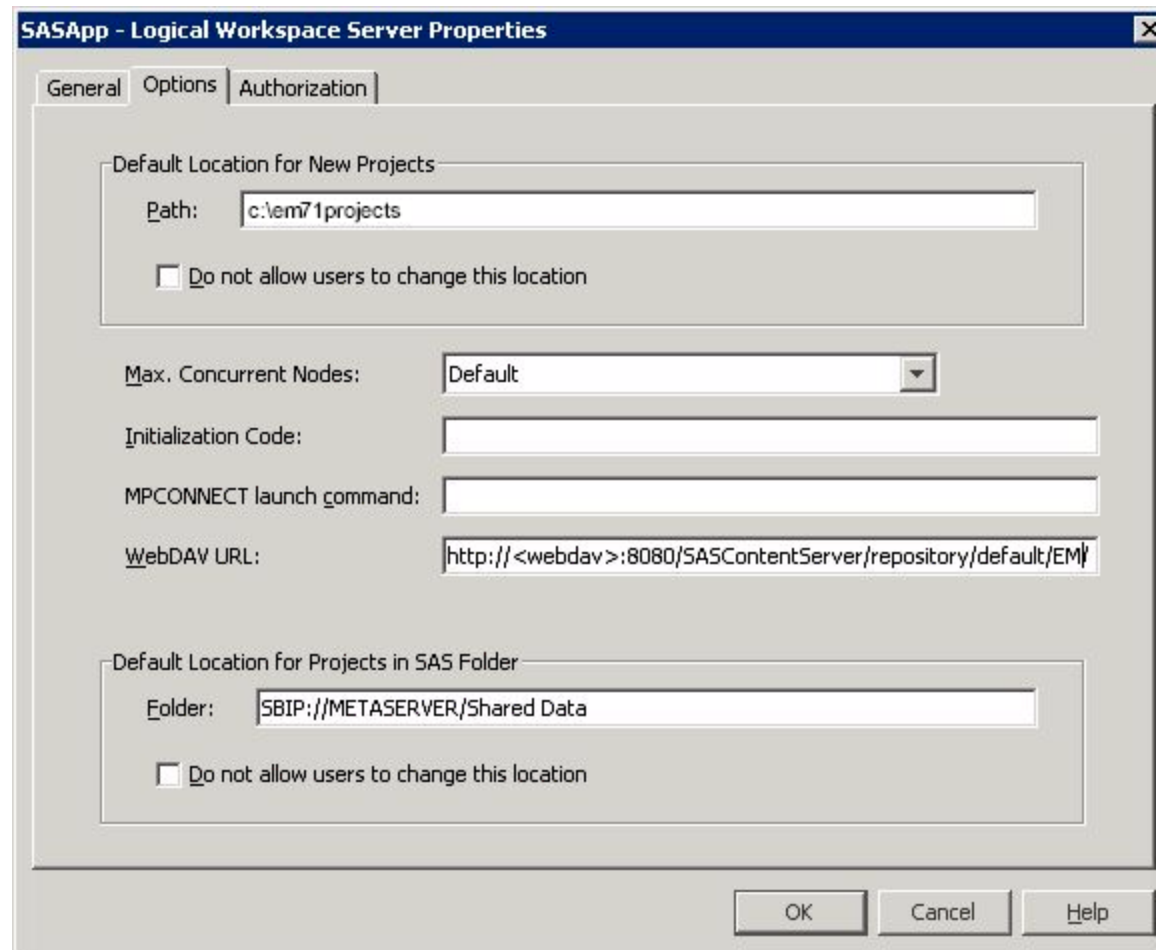 SASApp - Logical Workspace Server Properties
General Options Authorization
Default Location for New Projects
Path: c:\em71projects
Do not allow users to change this location
Max. Concurrent Nodes: Default
Initialization Code:
MPCONNECT launch command:
WebDAV URL: http://<webdav>:8080/SASContentServer/repository/default/EM/
Default Location for Projects in SAS Folder
Folder: SBIP://METASERVER/Shared Data
Do not allow users to change this location
OK Cancel Help